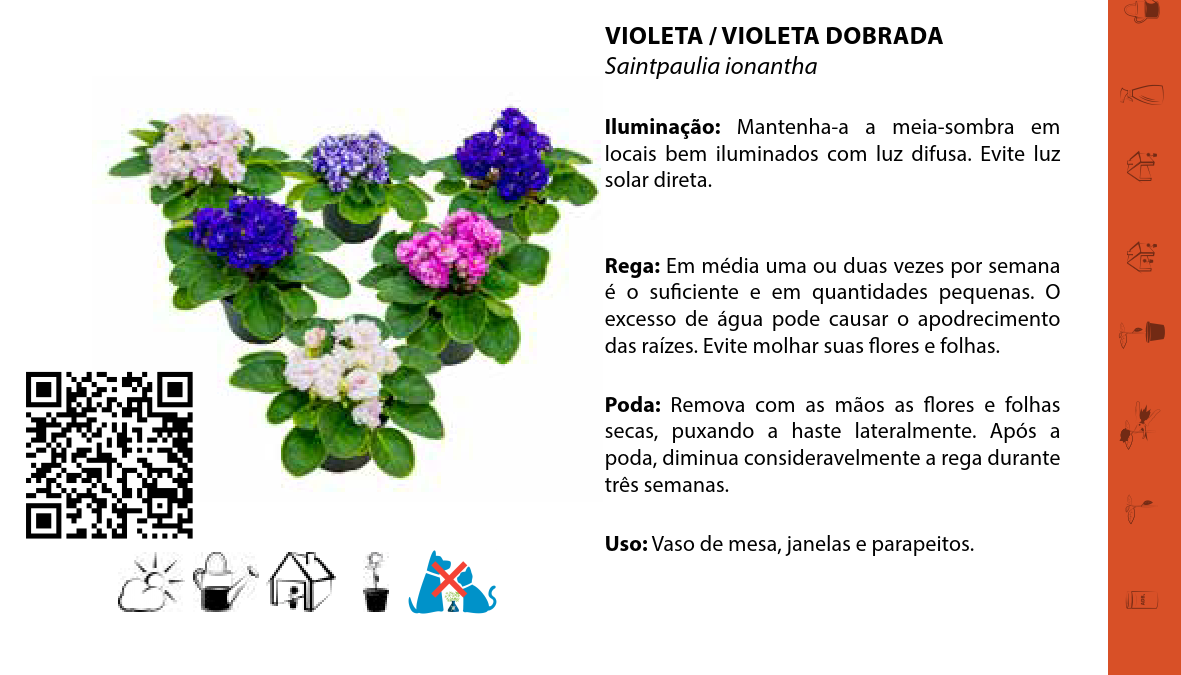 VIOLETA / VIOLETA DOBRADA
Saintpaulia ionantha
Iluminação: Mantenha-a a meia-sombra em
locais bem iluminados com luz difusa. Evite luz
solar direta.
Rega: Em média uma ou duas vezes por semana
é o suficiente e em quantidades pequenas. O
excesso de água pode causar o apodrecimento
das raízes. Evite molhar suas flores e folhas.
Poda: Remova com as mãos as flores e folhas
secas, puxando a haste lateralmente. Após a
poda, diminua consideravelmente a rega durante
três semanas.
Uso: Vaso de mesa, janelas e parapeitos.